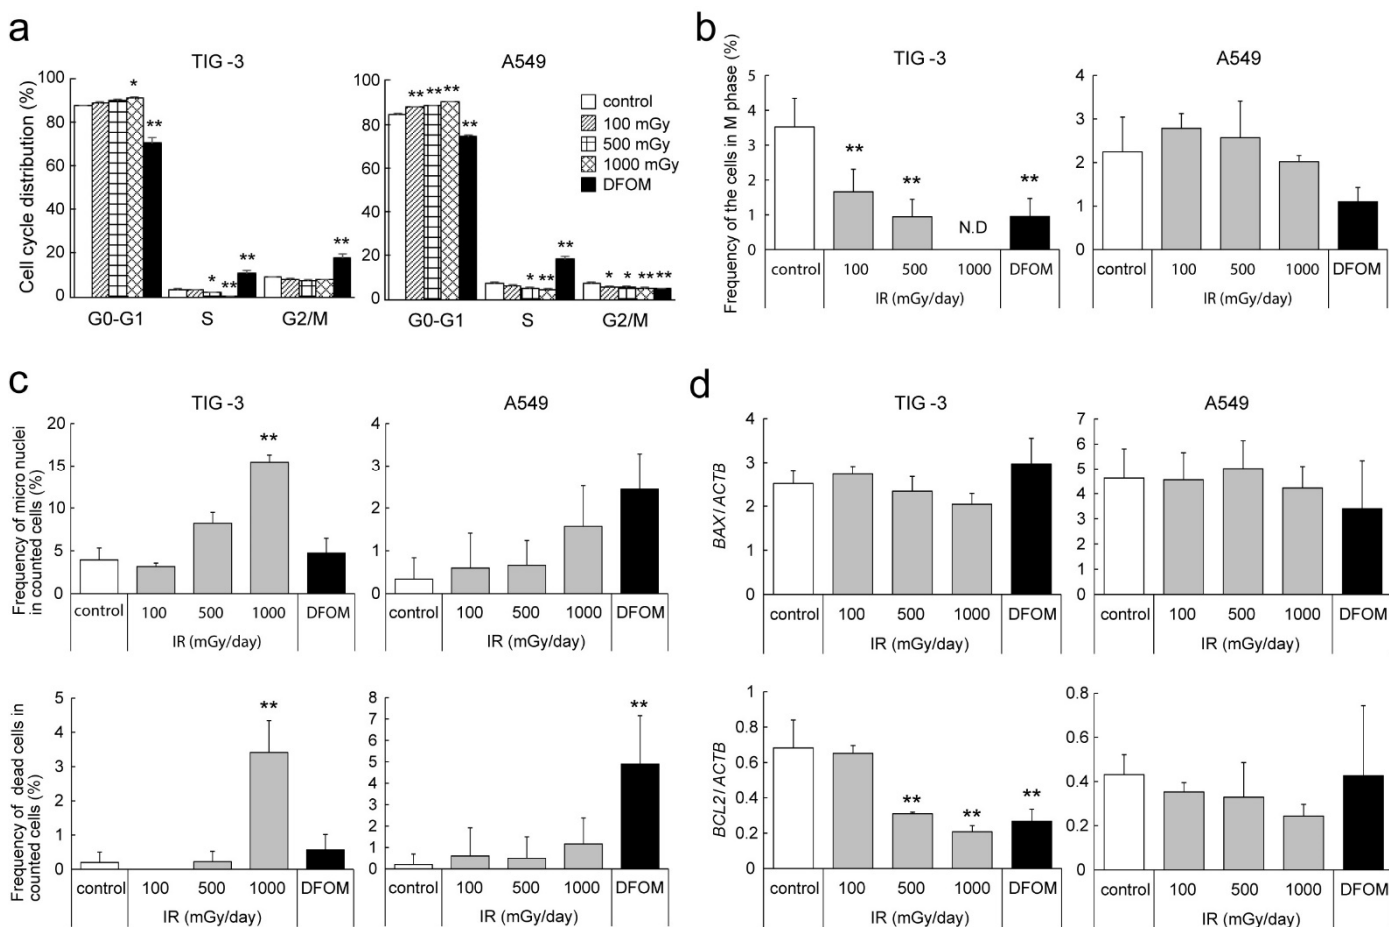 a
TIG -3
A549
Cell cycle distribution (%)
100
80
60
40
20
0
* ** * ** **
G0-G1
S
G2/M
100
80
60
40
20
0
** ** ** ** * ** ** * * ** **
G0-G1
S
G2/M
control
100 mGy
500 mGy
1000 mGy
DFOM
b
TIG -3
A549
Frequency of the cells in M phase (%)
5
4
3
2
1
0
** ** N.D **
control
100
500
1000
DFOM
IR (mGy/day)
4
3
2
1
0
control
100
500
1000
DFOM
IR (mGy/day)
c
TIG -3
A549
Frequency of micro nuclei
in counted cells (%)
20
15
10
5
0
**
control
100
500
1000
DFOM
IR (mGy/day)
4
3
2
1
0
control
100
500
1000
DFOM
IR (mGy/day)
Frequency of dead cells in
counted cells (%)
5
4
3
2
1
0
**
control
100
500
1000
DFOM
IR (mGy/day)
8
7
6
5
4
3
2
1
0
**
control
100
500
1000
DFOM
IR (mGy/day)
d
TIG -3
A549
BAX/ACTB
4
3
2
1
0
control
100
500
1000
DFOM
IR (mGy/day)
7
6
5
4
3
2
1
0
control
100
500
1000
DFOM
IR (mGy/day)
BCL2/ACTB
1
0.8
0.6
0.4
0.2
0
** ** **
control
100
500
1000
DFOM
IR (mGy/day)
0.8
0.6
0.4
0.2
0
control
100
500
1000
DFOM
IR (mGy/day)